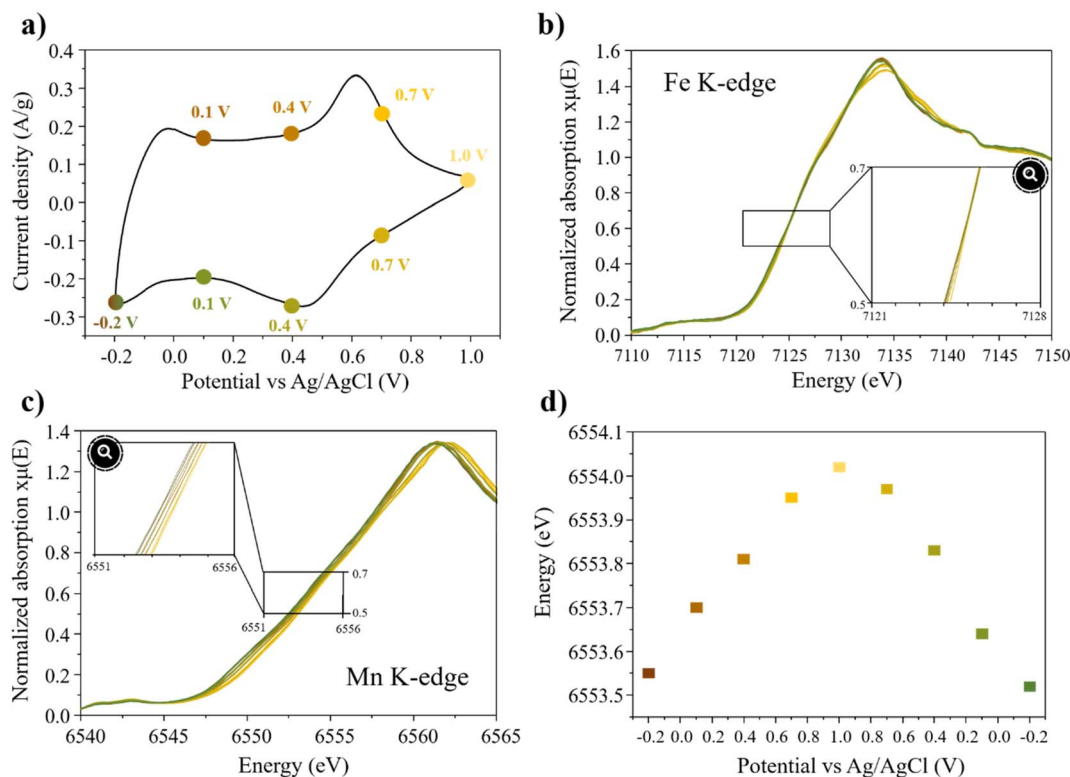 a)
Currrent density (A/g)
0.4
0.3
0.2
0.1
0.0
-0.1
-0.2
-0.3
0.1 V
0.4 V
0.7 V
1.0 V
0.7 V
0.1 V
0.4 V
-0.2 V
-0.2 0.0 0.2 0.4 0.6 0.8 1.0
Potential vs Ag/AgCl (V)
b)
Normalized absorption xμ(E)
1.6
1.4
1.2
1.0
0.8
0.6
0.4
0.2
0.0
Fe K-edge
0.7
0.5
7121 7128
7110 7115 7120 7125 7130 7135 7140 7145 7150
Energy (eV)
c)
Normalized absorption xμ(E)
1.4
1.2
1.0
0.8
0.6
0.4
0.2
0.0
6551 6556
0.7
0.5
6551 6556
Mn K-edge
6540 6545 6550 6555 6560 6565
Energy (eV)
d)
Energy (eV)
6554.1
6554.0
6553.9
6553.8
6553.7
6553.6
6553.5
-0.2 0.0 0.2 0.4 0.6 0.8 1.0 0.8 0.6 0.4 0.2 0.0 -0.2
Potential vs Ag/AgCl (V)